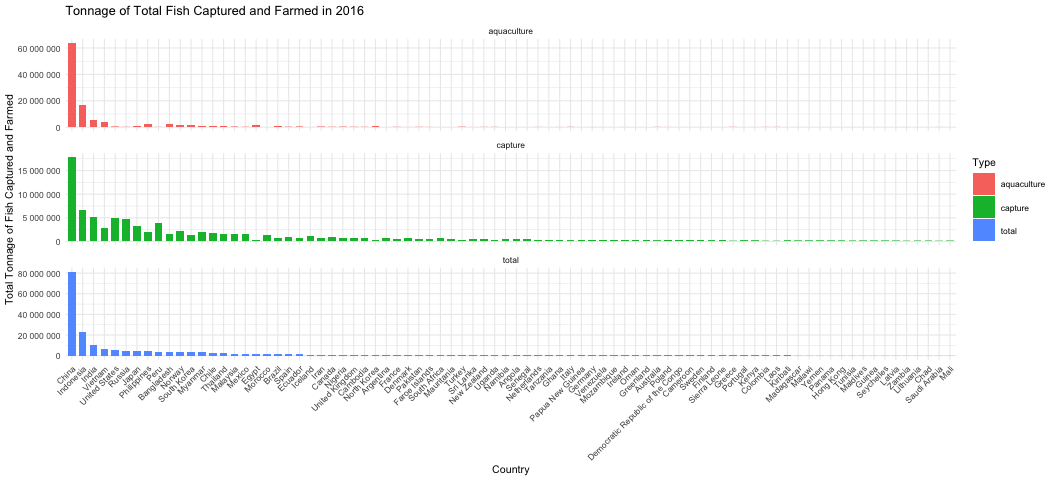 Tonnage of Total Fish Captured and Farmed in 2016
Total Tonnage of Fish Captured and Farmed
aquaculture
60 000 000
40 000 000
20 000 000
0
capture
15 000 000
10 000 000
5 000 000
0
total
80 000 000
60 000 000
40 000 000
20 000 000
0
China
Indonesia
India
Vietnam
United States
Russia
Japan
Philippines
Peru
Bangladesh
Norway
South Korea
Myanmar
Chile
Thailand
Malaysia
Mexico
Egypt
Morocco
Brazil
Spain
Ecuador
Iceland
Iran
Canada
Nigeria
United Kingdom
Cambodia
North Korea
Argentina
France
Denmark
Pakistan
Faroe Islands
South Africa
Mauritania
Turkey
Sri Lanka
New Zealand
Uganda
Namibia
Angola
Senegal
Netherlands
Tanzania
Ghana
Italy
Papua New Guinea
Germany
Venezuela
Mozambique
Ireland
Oman
Greenland
Australia
Poland
Democratic Republic of the Congo
Cameroon
Finland
Sierra Leone
Greece
Portugal
Kenya
Colombia
Laos
Kiribati
Madagascar
Malawi
Yemen
Panama
Hong Kong
Tunisia
Maldives
Guinea
Seychelles
Latvia
Zambia
Lithuania
Chad
Saudi Arabia
Mali
Country
Type
aquaculture
capture
total